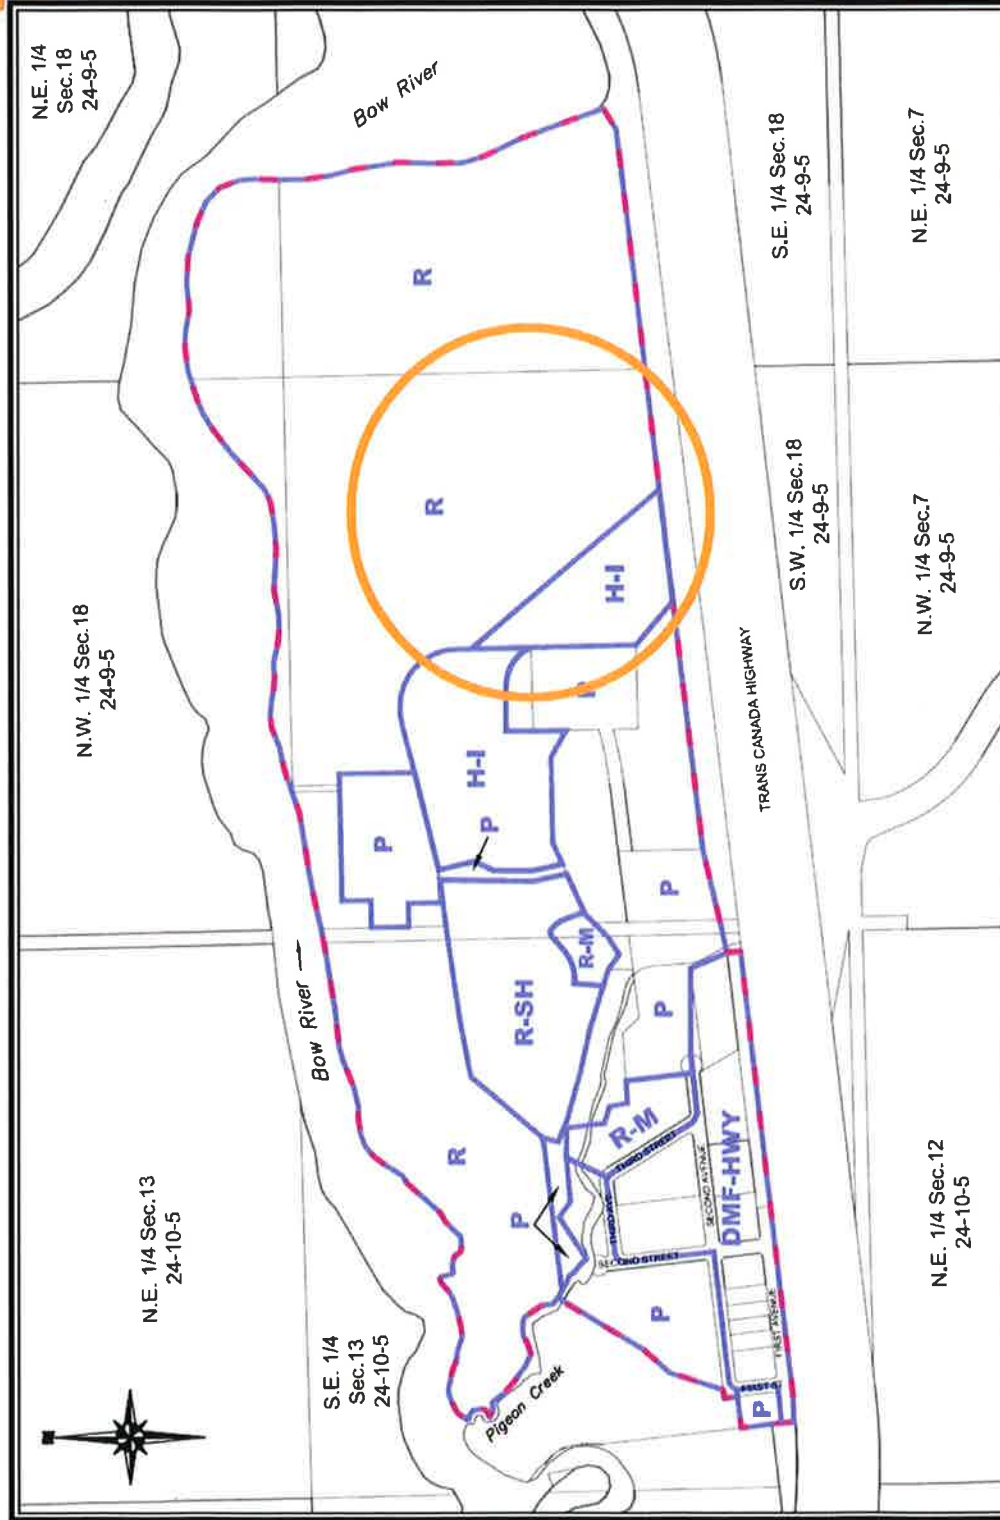 N.E. 1/4
Sec.18
24-9-5
Bow River
N.W. 1/4 Sec.18
24-9-5
N.E. 1/4 Sec.13
24-10-5
S.E. 1/4
Sec.13
24-10-5
Bow River
Pigeon Creek
R
R
R
H-I
H-I
P
P
P
P
R-SH
R-M
P
P
R-M
P
P
P
DMF-HWY
THIRD STREET
THIRD AVE
SECOND STREET
SECOND AVENUE
FIRST AVENUE
TRANS CANADA HIGHWAY
S.E. 1/4 Sec.18
24-9-5
N.E. 1/4 Sec.7
24-9-5
S.W. 1/4 Sec.18
24-9-5
N.W. 1/4 Sec.7
24-9-5
N.E. 1/4 Sec.12
24-10-5